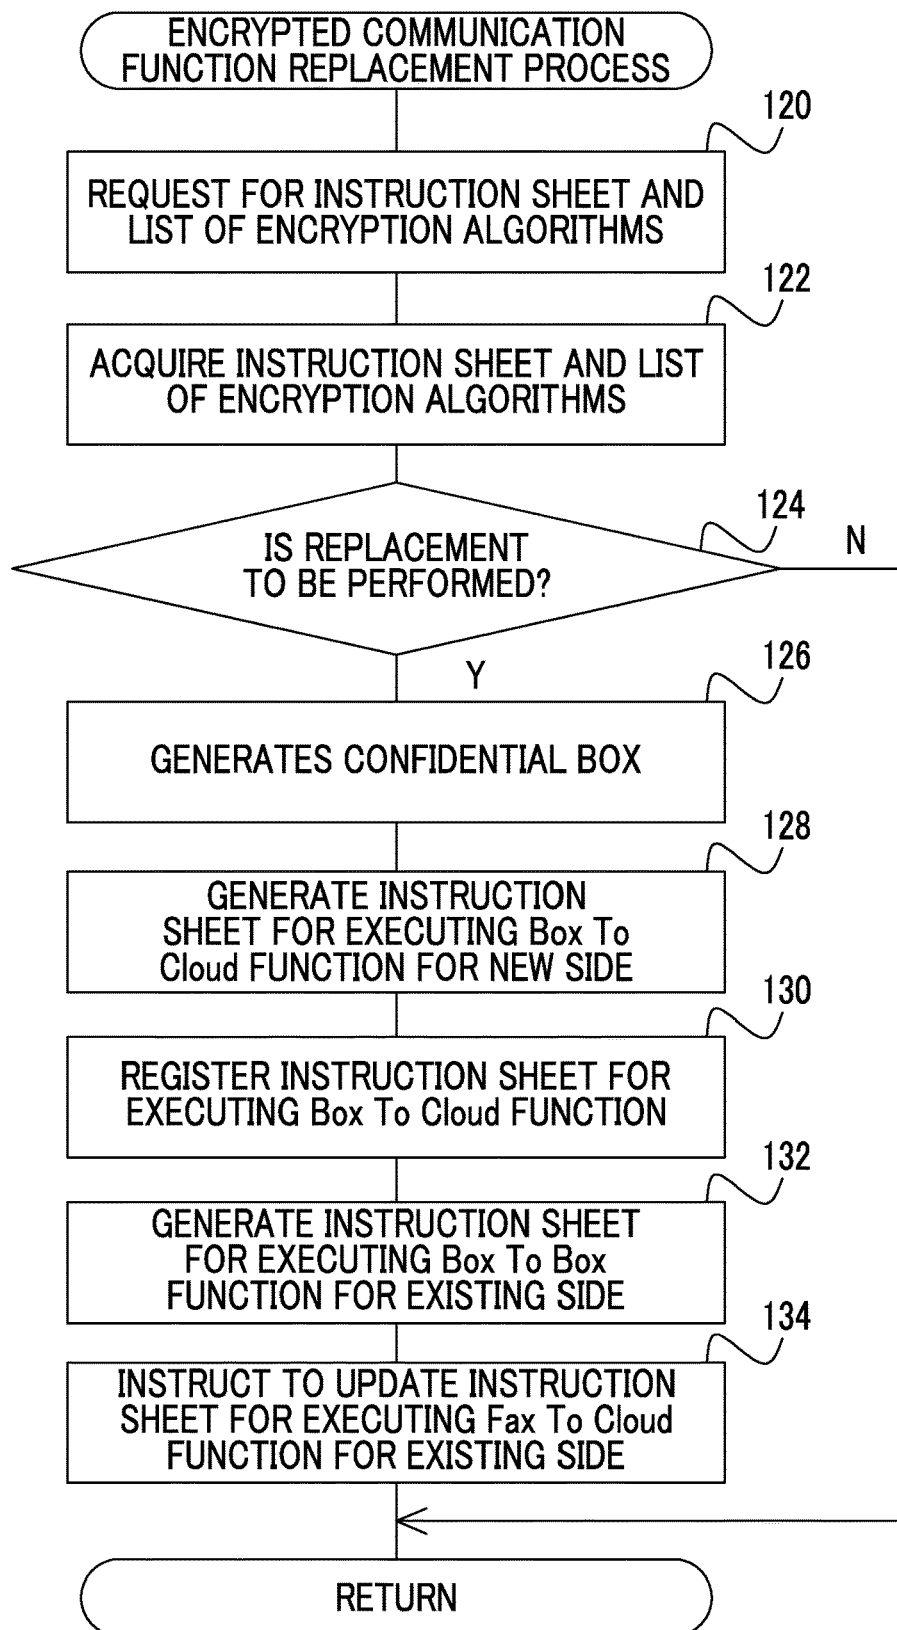 ENCRYPTED COMMUNICATION
FUNCTION REPLACEMENT PROCESS
120
REQUEST FOR INSTRUCTION SHEET AND
LIST OF ENCRYPTION ALGORITHMS
122
ACQUIRE INSTRUCTION SHEET AND LIST
OF ENCRYPTION ALGORITHMS
124
IS REPLACEMENT
TO BE PERFORMED?
N
Y
126
GENERATES CONFIDENTIAL BOX
128
GENERATE INSTRUCTION
SHEET FOR EXECUTING Box To
Cloud FUNCTION FOR NEW SIDE
130
REGISTER INSTRUCTION SHEET FOR
EXECUTING Box To Cloud FUNCTION
132
GENERATE INSTRUCTION SHEET
FOR EXECUTING Box To Box
FUNCTION FOR EXISTING SIDE
134
INSTRUCT TO UPDATE INSTRUCTION
SHEET FOR EXECUTING Fax To Cloud
FUNCTION FOR EXISTING SIDE
RETURN